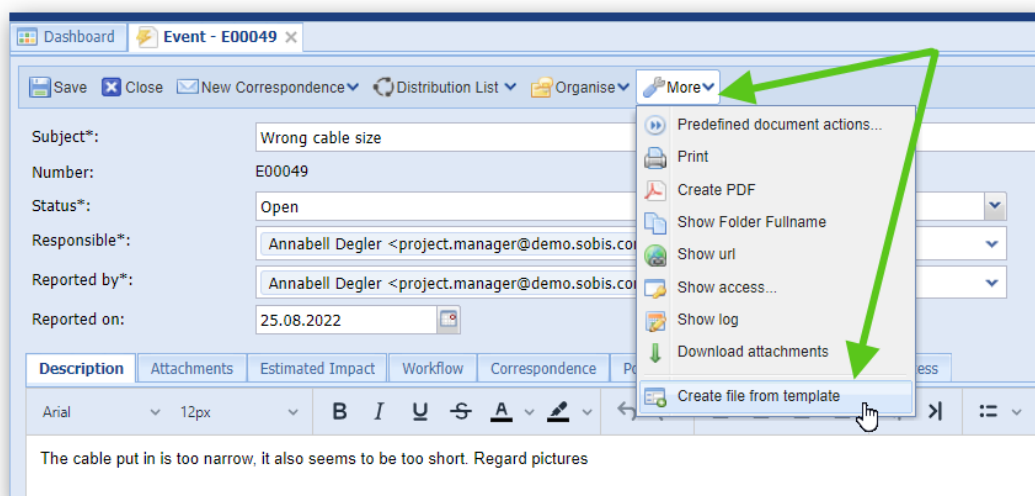 Dashboard Event - E00049
Save Close New Correspondence Distribution List Organise More
Predefined document actions...
Print
Create PDF
Show Folder Fullname
Show url
Show access...
Show log
Download attachments
Create file from template
Subject*: Wrong cable size
Number: E00049
Status*: Open
Responsible*: Annabell Degler <project.manager@demo.sobis.co
Reported by*: Annabell Degler <project.manager@demo.sobis.co
Reported on: 25.08.2022
Description Attachments Estimated Impact Workflow Correspondence
Arial 12px B I U S A
The cable put in is too narrow, it also seems to be too short. Regard pictures